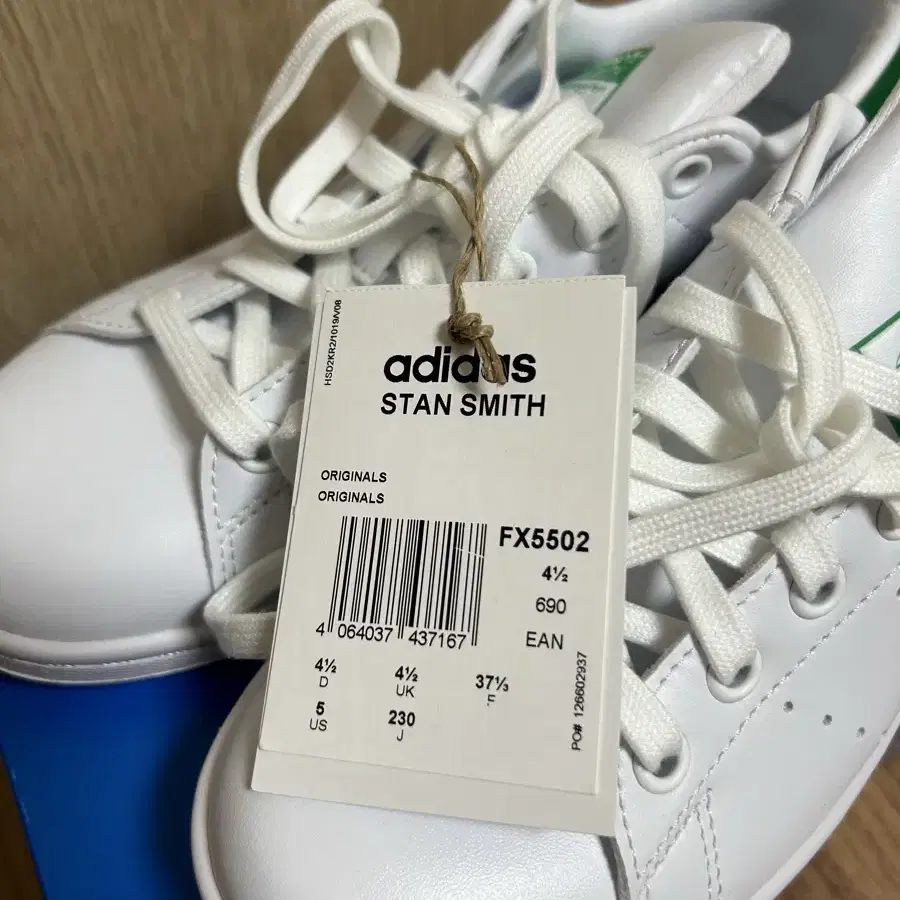 HSD2KR2/1019/V08
adidas
STAN SMITH
ORIGINALS
ORIGINALS
FX5502
4½
690
EAN
4 064037 437167
4½ 4½ 37⅓
D UK F
5 230
US J
PO# 126602937